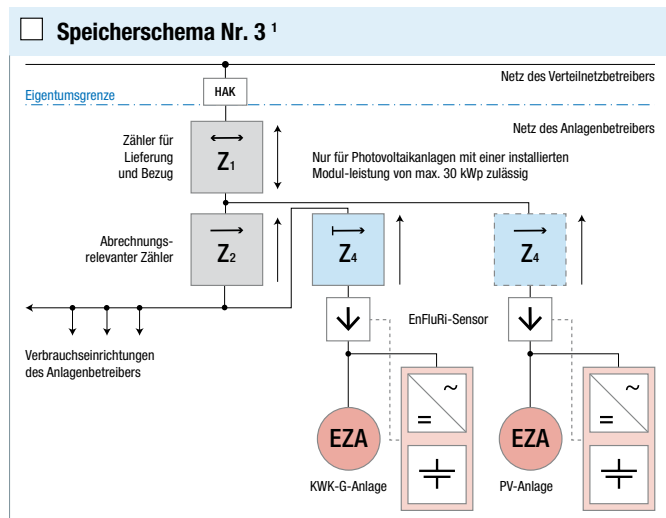 Speicherschema Nr. 3 ¹
Netz des Verteilnetzbetreibers
HAK
Eigentumsgrenze
Netz des Anlagenbetreibers
Zähler für
Lieferung
und Bezug
Z1
Nur für Photovoltaikanlagen mit einer installierten
Modul-leistung von max. 30 kWp zulässig
Abrechnungs-
relevanter Zähler
Z2
Z4
Z4
EnFluRi-Sensor
Verbrauchseinrichtungen
des Anlagenbetreibers
~
=
~
=
EZA
EZA
KWK-G-Anlage
PV-Anlage